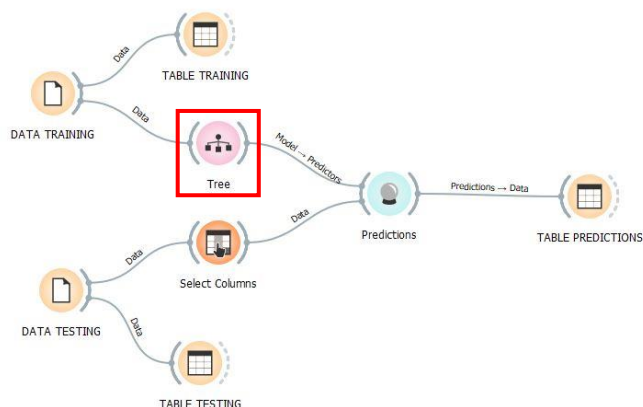 Data
TABLE TRAINING
DATA TRAINING
Data
Tree
Model → Predictors
Data
Predictions
Predictions → Data
TABLE PREDICTIONS
Data
Select Columns
DATA TESTING
Data
TABLE TESTING